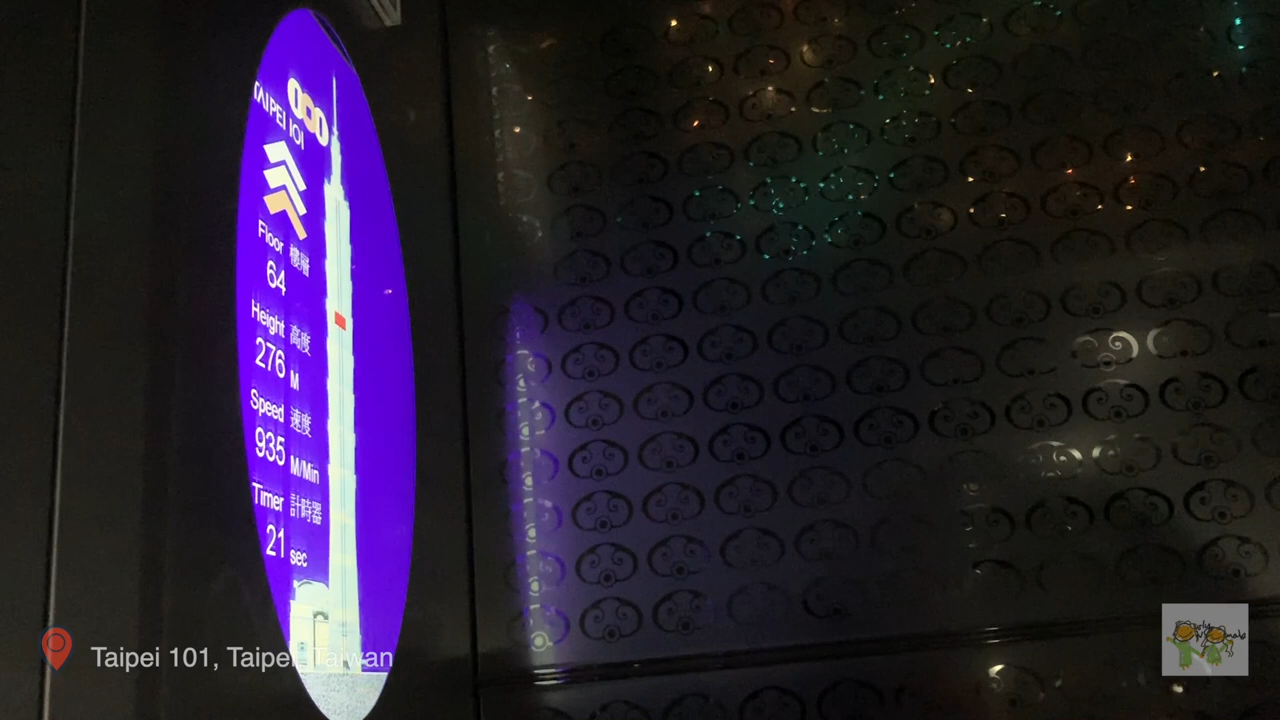 TAIPEI 101
Floor 樓層
64
Height 高度
276 M
Speed 速度
935 M/Min
Timer 計時器
21 sec
Taipei 101, Taipei, Taiwan